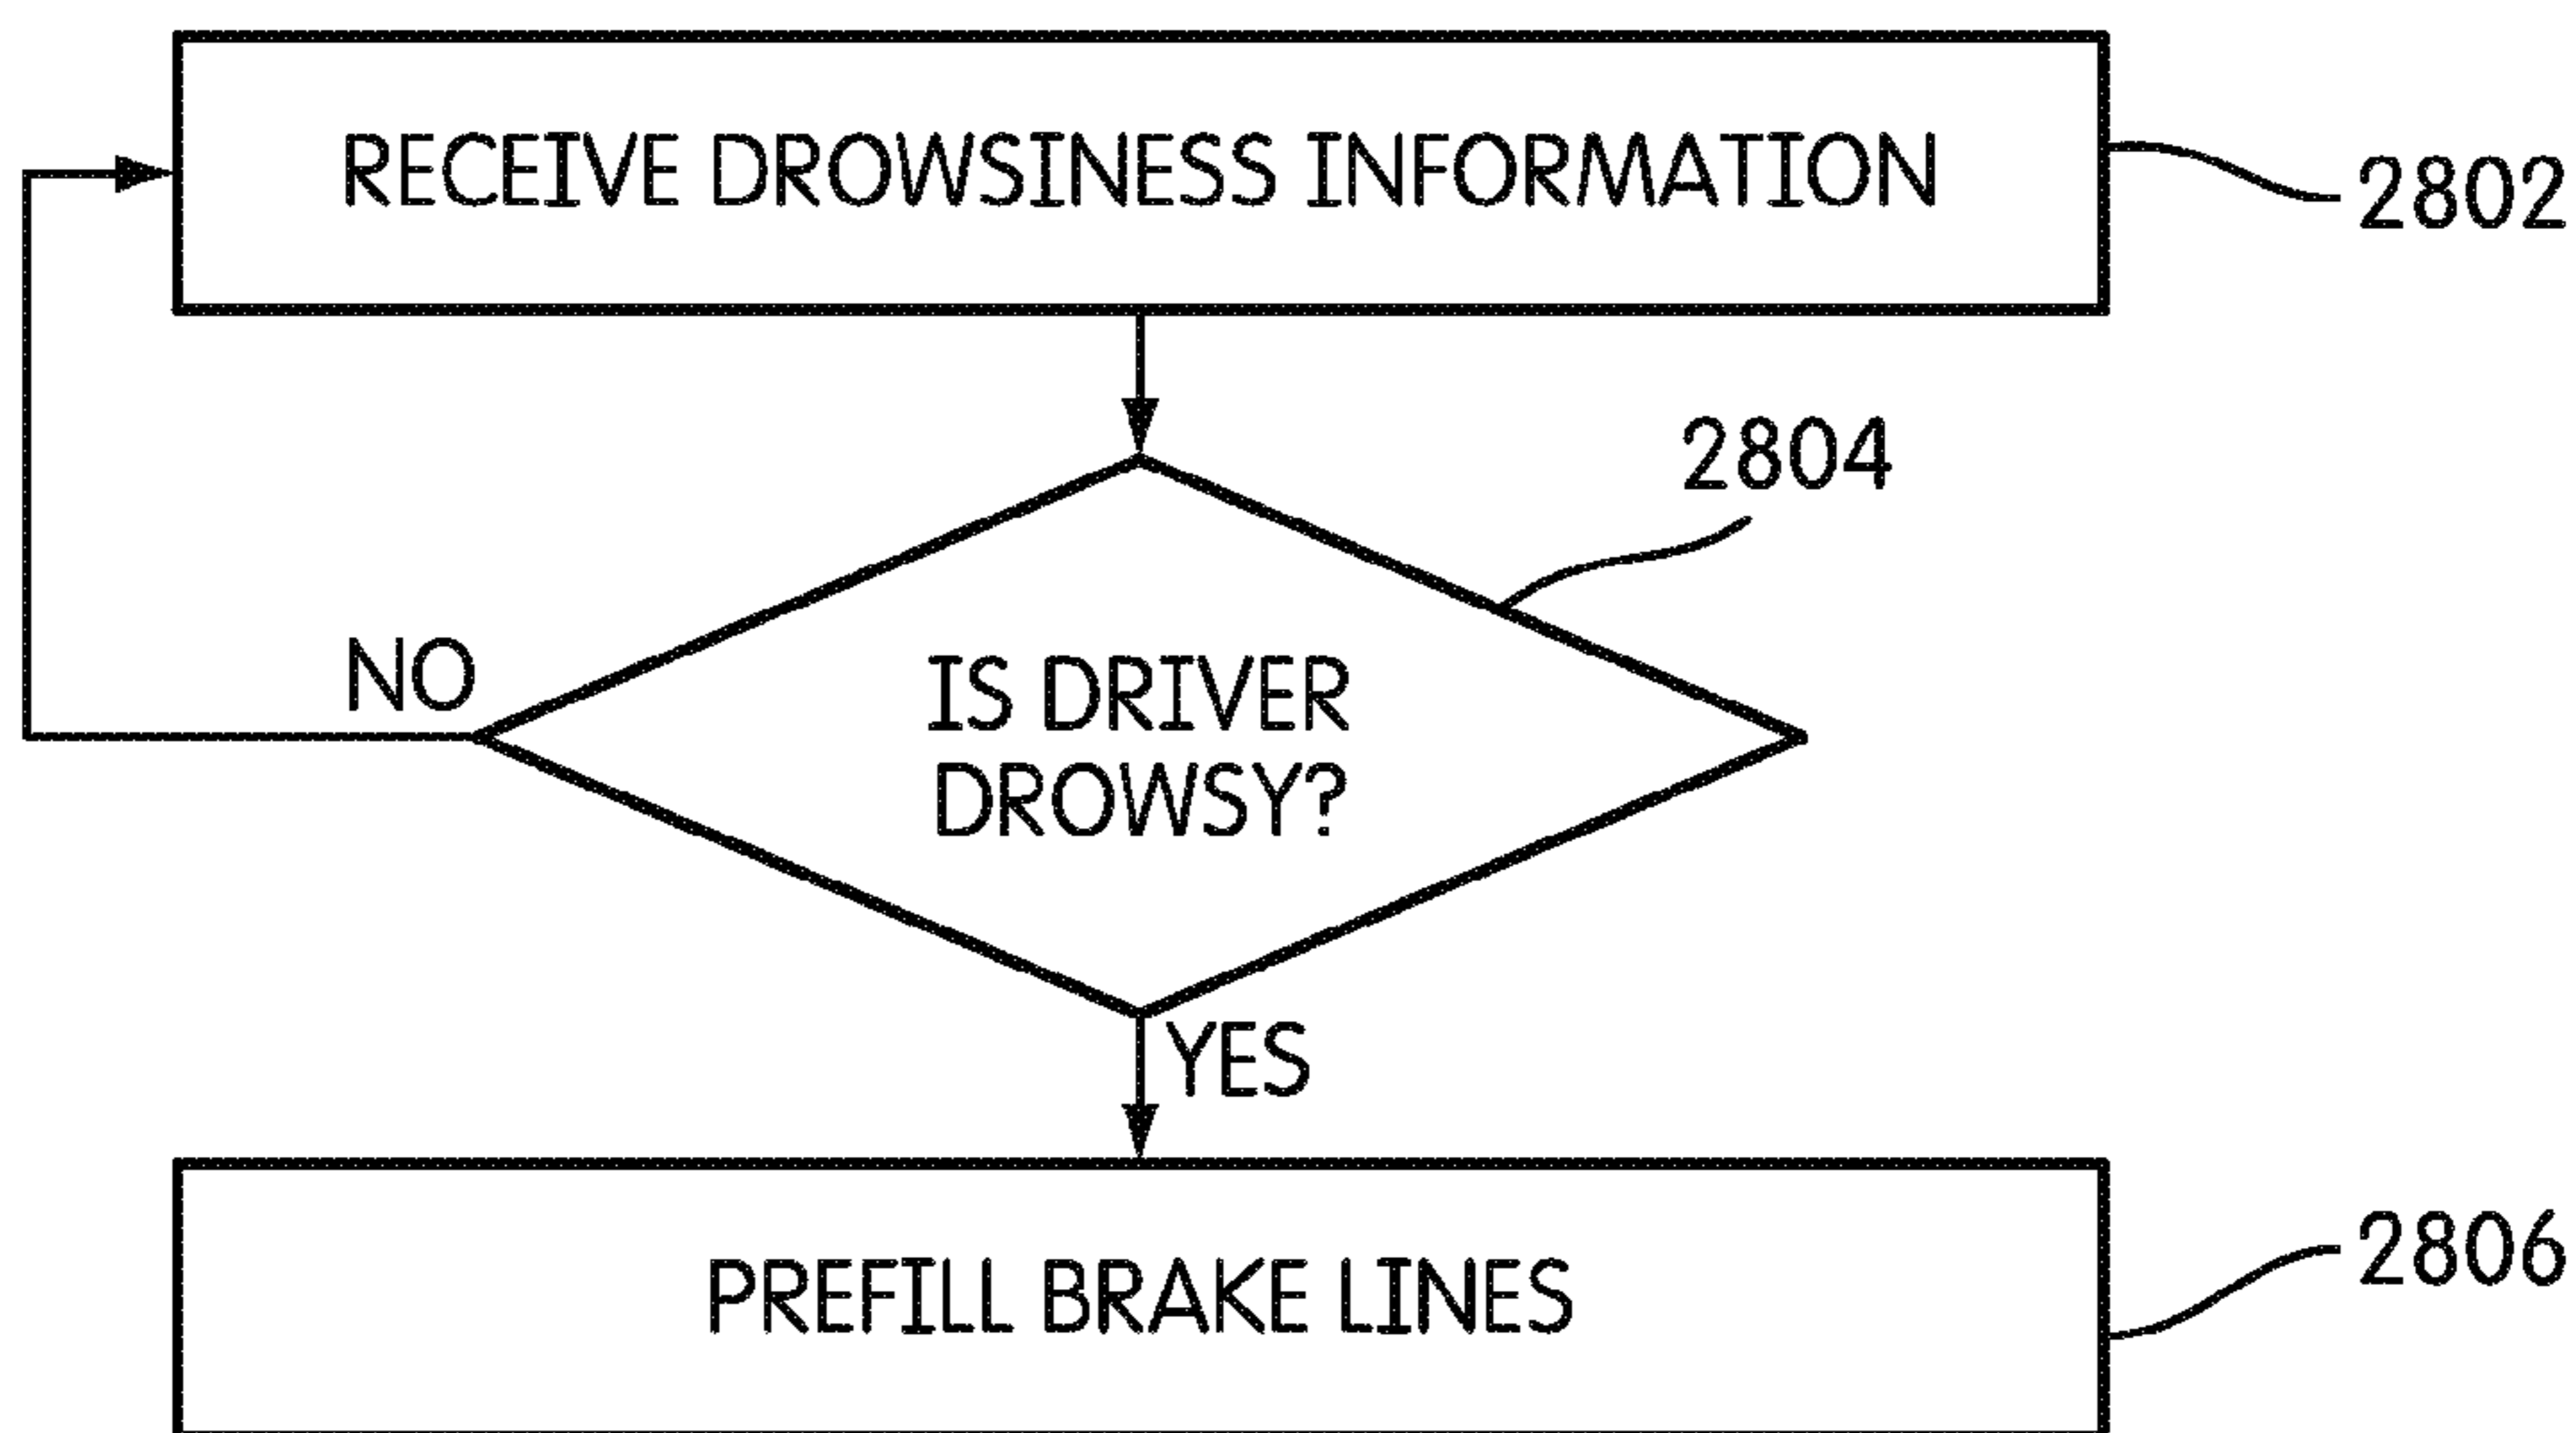 RECEIVE DROWSINESS INFORMATION
2802
2804
NO
IS DRIVER
DROWSY?
YES
PREFILL BRAKE LINES
2806